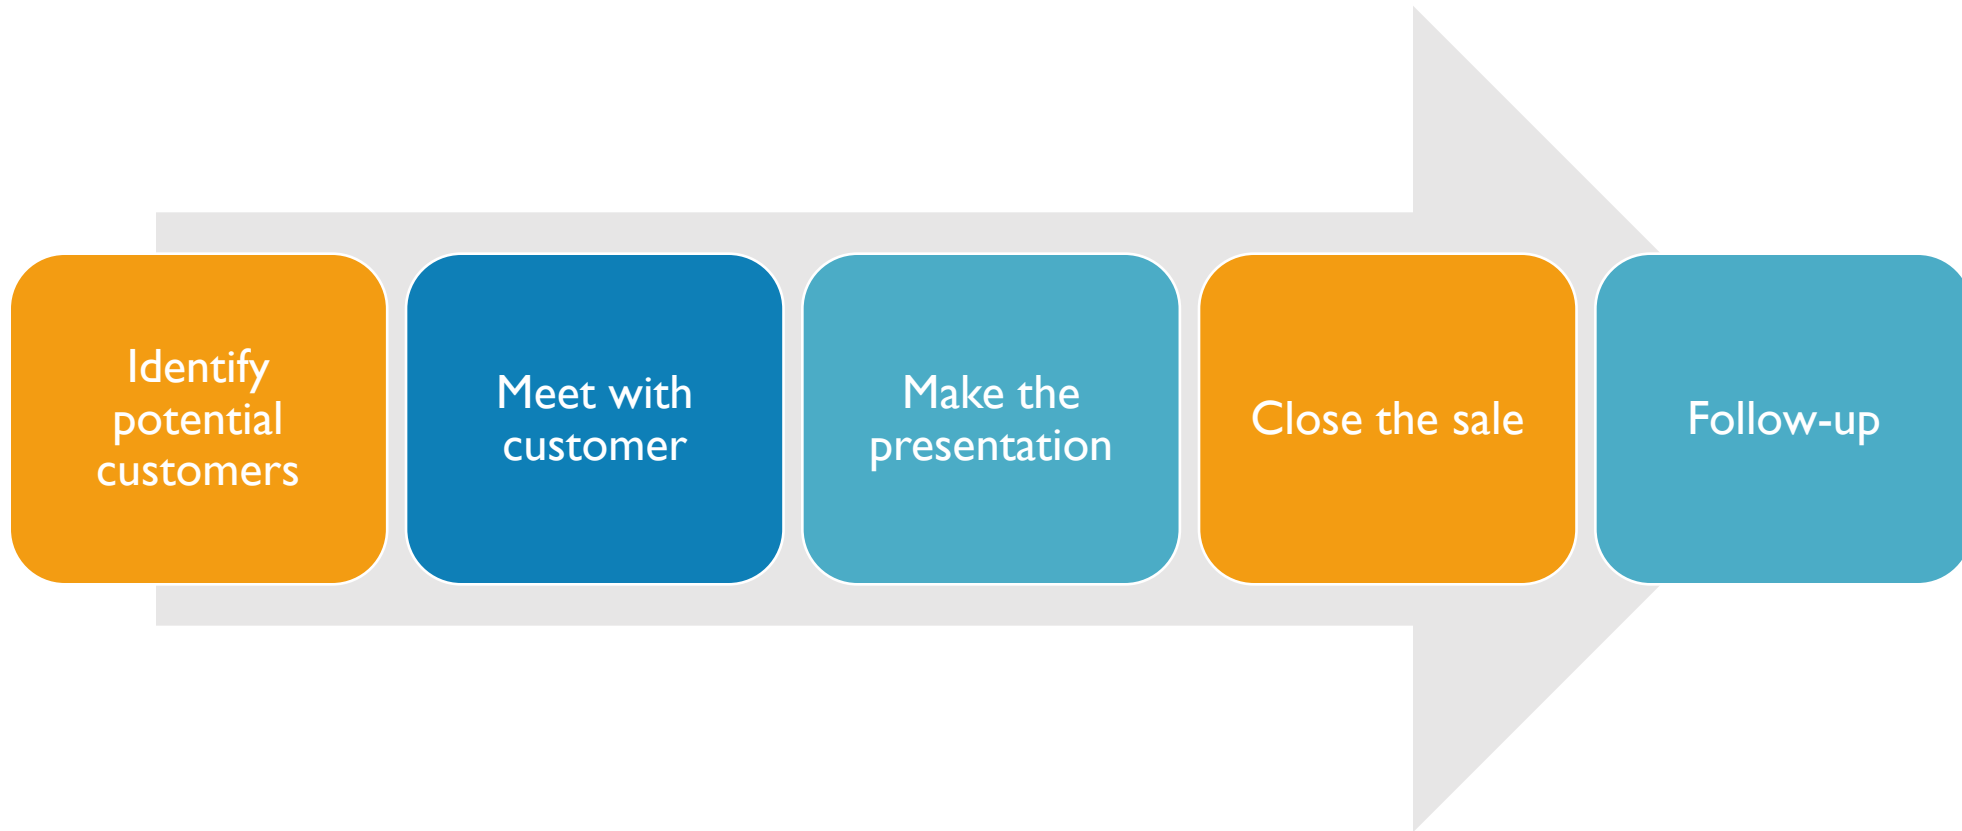 Identify
potential
customers
Meet with
customer
Make the
presentation
Close the sale
Follow-up